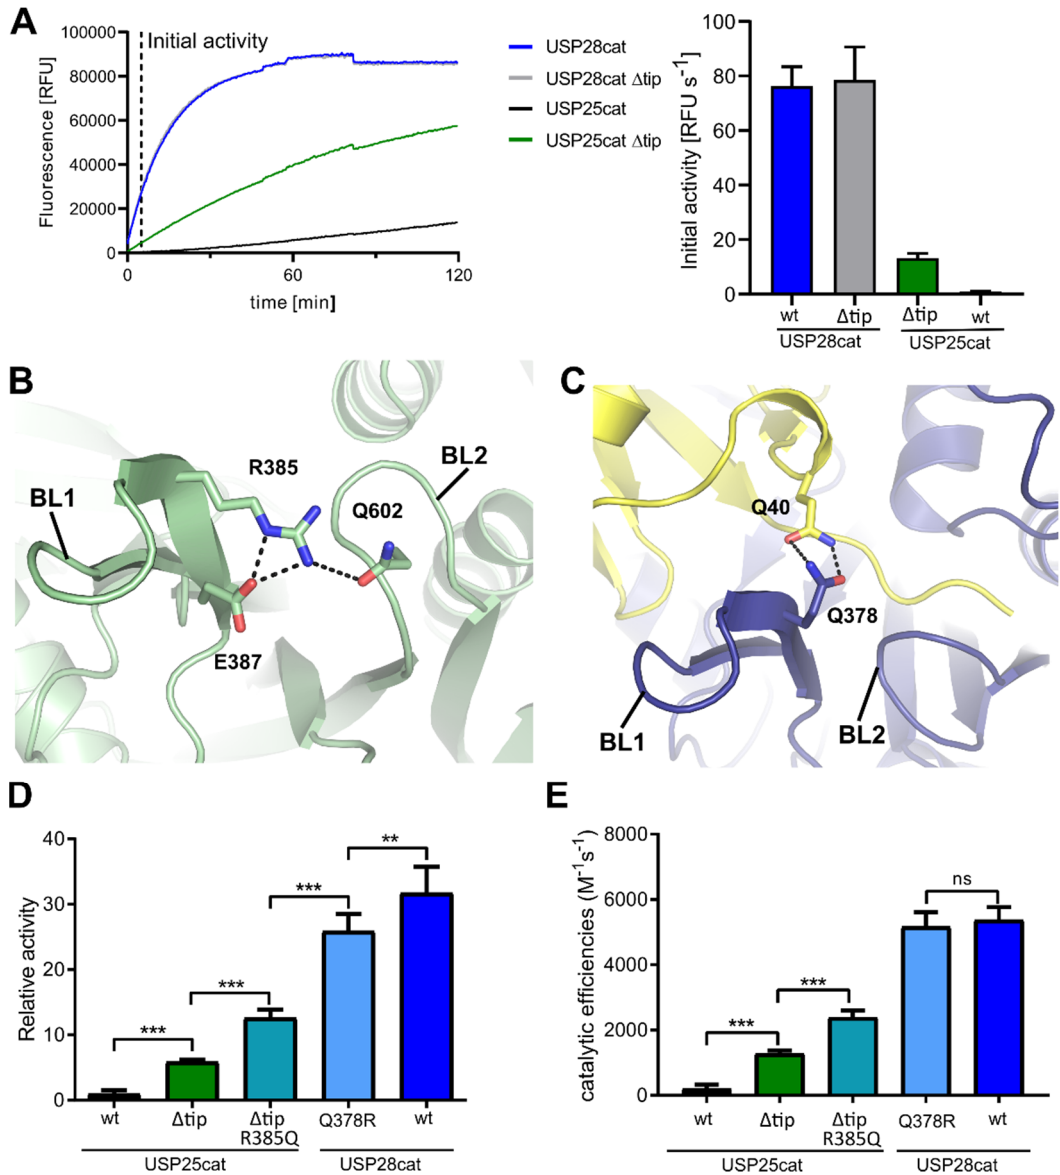 A
Fluorescence [RFU]
100000
80000
60000
40000
20000
0
Initial activity
0
60
120
time [min]
USP28cat
USP28cat Δtip
USP25cat
USP25cat Δtip
Initial activity [RFU s⁻¹]
100
80
60
40
20
0
wt
Δtip
Δtip
wt
USP28cat
USP25cat
B
R385
BL2
BL1
Q602
E387
C
Q40
Q378
BL1
BL2
D
Relative activity
40
30
20
10
0
***
***
***
**
wt
Δtip
Δtip
R385Q
Q378R
wt
USP25cat
USP28cat
E
catalytic efficiencies (M⁻¹s⁻¹)
8000
6000
4000
2000
0
***
***
ns
wt
Δtip
Δtip
R385Q
Q378R
wt
USP25cat
USP28cat